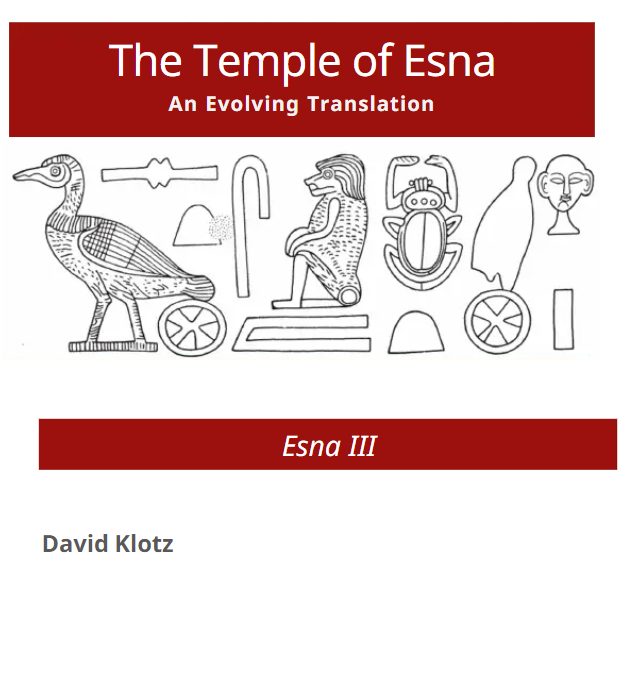 The Temple of Esna
An Evolving Translation
Esna III
David Klotz